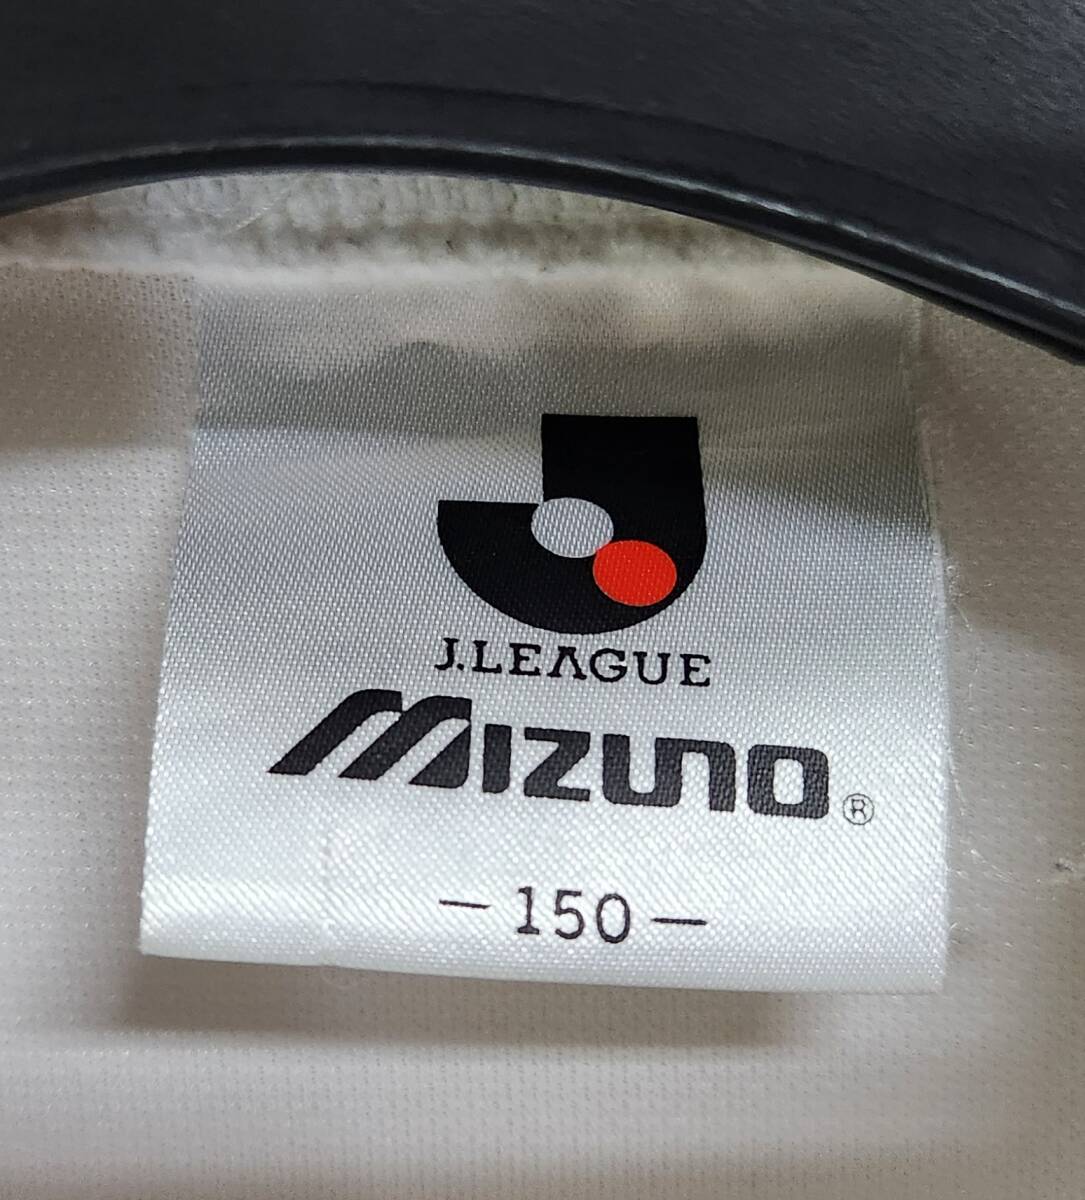 J.LEAGUE
MIZUNO ®
-150-